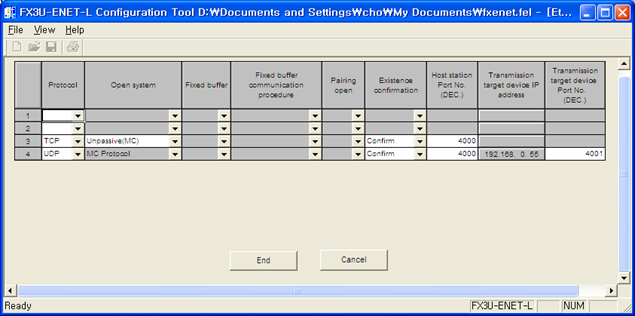 FX3U-ENET-L Configuration Tool D:₩Documents and Settings₩cho₩My Documents₩fxenet.fel - [Et...
File View Help
Protocol Open system Fixed buffer Fixed buffer communication procedure Pairing open Existence confirmation Host station Port No. (DEC.) Transmission target device IP address Transmission target device Port No. (DEC.)
1
2
3 TCP Unpassive(MC) Confirm 4000
4 UDP MC Protocol Confirm 4000 192.168. 0. 55 4001
End Cancel
Ready FX3U-ENET-L NUM